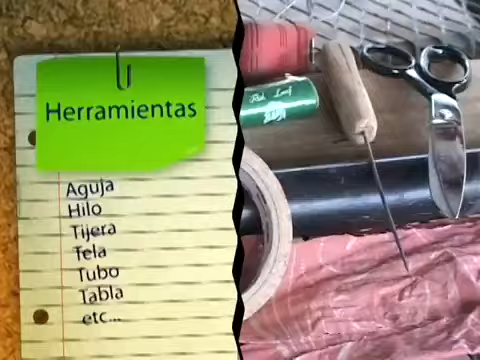 Herramientas
Aguja
Hilo
Tijera
Tela
Tubo
Tabla
etc...